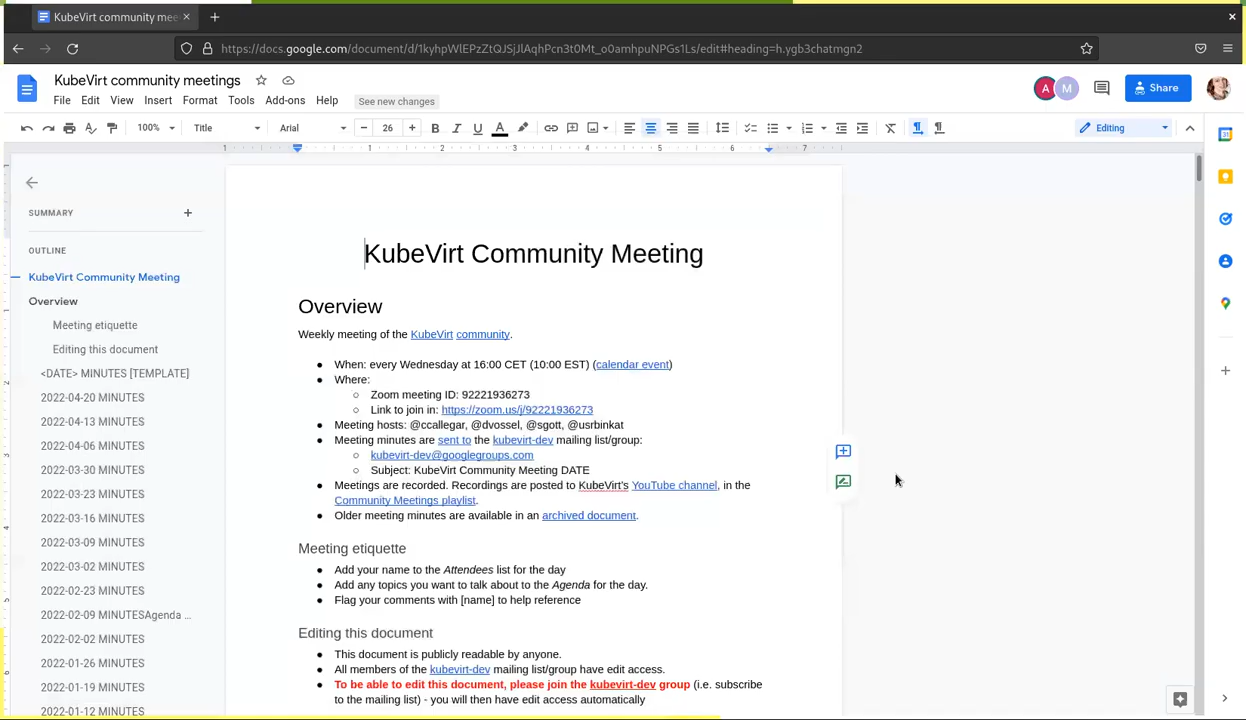 KubeVirt community mee
https://docs.google.com/document/d/1kyhpWlEPzZtQJSjJlAqhPcn3t0Mt_o0amhpuNPGs1Ls/edit#heading=h.ygb3chatmgn2
KubeVirt community meetings
File Edit View Insert Format Tools Add-ons Help See new changes
A M Share
100% Title Arial 26 B I U A Editing
1 1 2 3 4 5 6 7
SUMMARY
OUTLINE
KubeVirt Community Meeting
Overview
Meeting etiquette
Editing this document
<DATE> MINUTES [TEMPLATE]
2022-04-20 MINUTES
2022-04-13 MINUTES
2022-04-06 MINUTES
2022-03-30 MINUTES
2022-03-23 MINUTES
2022-03-16 MINUTES
2022-03-09 MINUTES
2022-03-02 MINUTES
2022-02-23 MINUTES
2022-02-09 MINUTESAgenda ...
2022-02-02 MINUTES
2022-01-26 MINUTES
2022-01-19 MINUTES
2022-01-12 MINUTES
KubeVirt Community Meeting
Overview
Weekly meeting of the KubeVirt community.
● When: every Wednesday at 16:00 CET (10:00 EST) (calendar event)
● Where:
○ Zoom meeting ID: 92221936273
○ Link to join in: https://zoom.us/j/92221936273
● Meeting hosts: @ccallegar, @dvossel, @sgott, @usrbinkat
● Meeting minutes are sent to the kubevirt-dev mailing list/group:
○ kubevirt-dev@googlegroups.com
○ Subject: KubeVirt Community Meeting DATE
● Meetings are recorded. Recordings are posted to KubeVirt's YouTube channel, in the
Community Meetings playlist.
● Older meeting minutes are available in an archived document.
Meeting etiquette
● Add your name to the Attendees list for the day
● Add any topics you want to talk about to the Agenda for the day.
● Flag your comments with [name] to help reference
Editing this document
● This document is publicly readable by anyone.
● All members of the kubevirt-dev mailing list/group have edit access.
● To be able to edit this document, please join the kubevirt-dev group (i.e. subscribe
to the mailing list) - you will then have edit access automatically